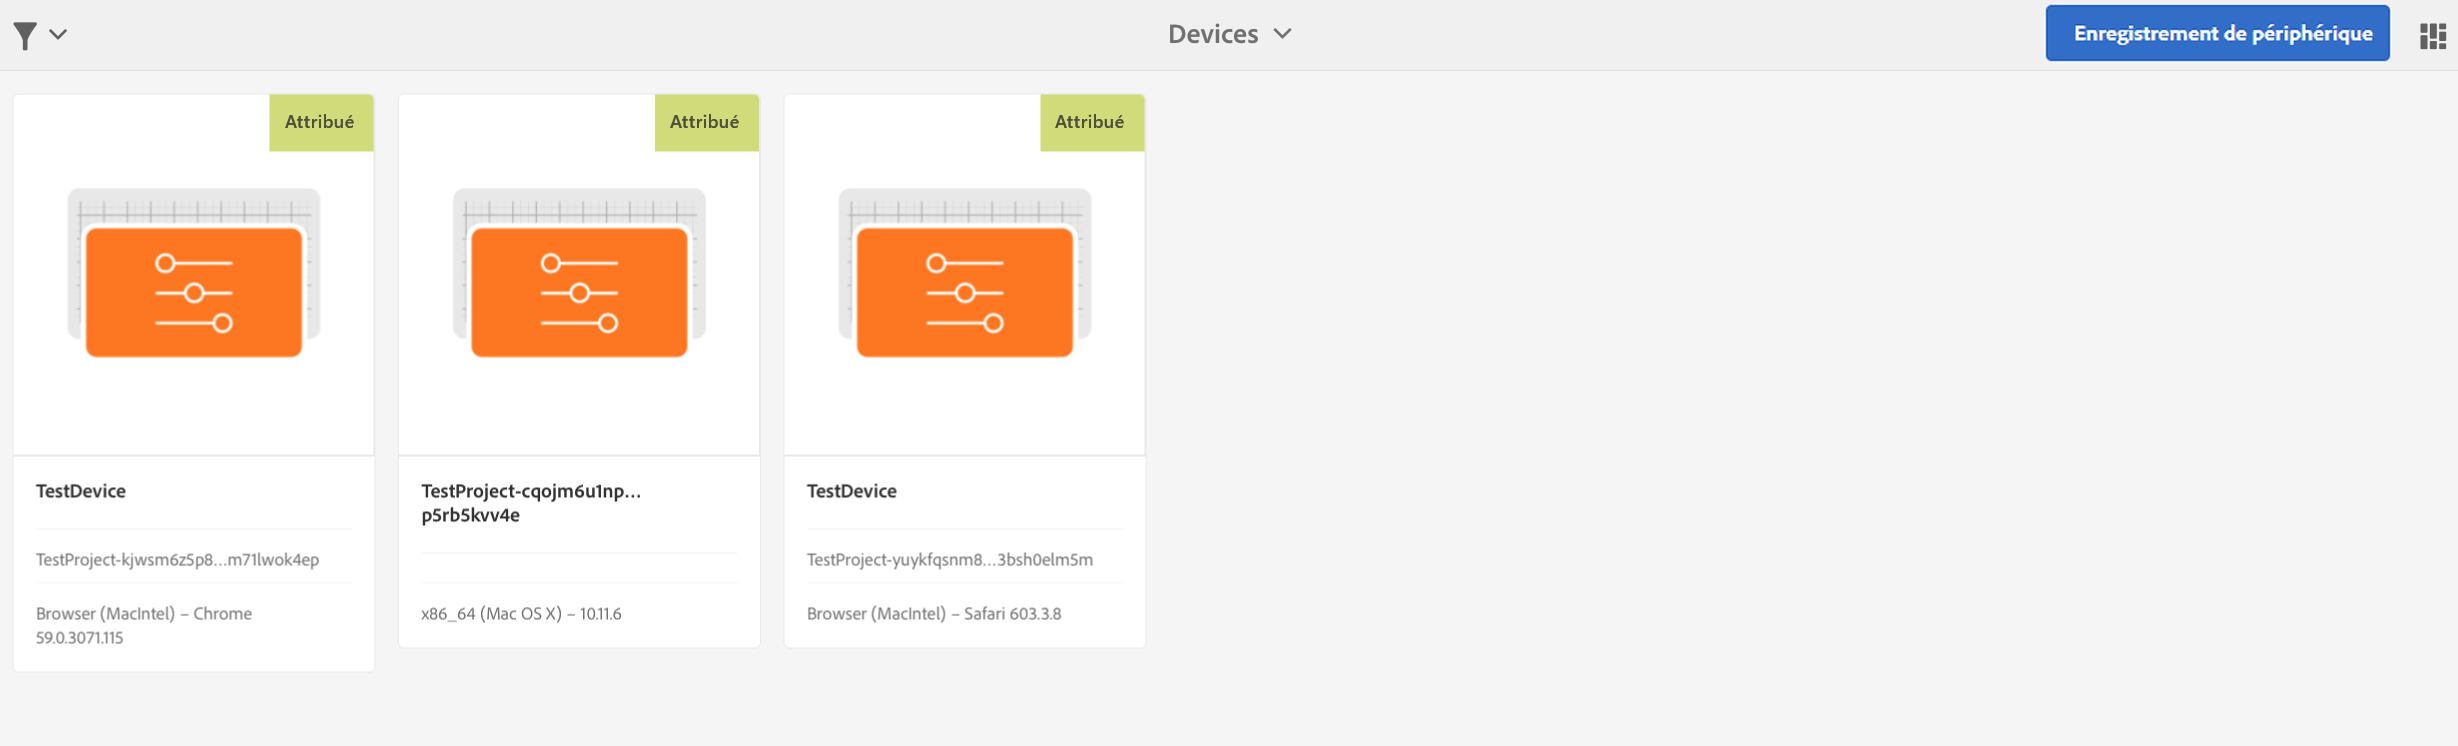 Devices
Enregistrement de périphérique
Attribué
TestDevice
TestProject-kjwsm6z5p8...m71lwok4ep
Browser (MacIntel) – Chrome
59.0.3071.115
Attribué
TestProject-cqojm6u1np...
p5rb5kvv4e
x86_64 (Mac OS X) – 10.11.6
Attribué
TestDevice
TestProject-yuykfqsnm8...3bsh0elm5m
Browser (MacIntel) – Safari 603.3.8